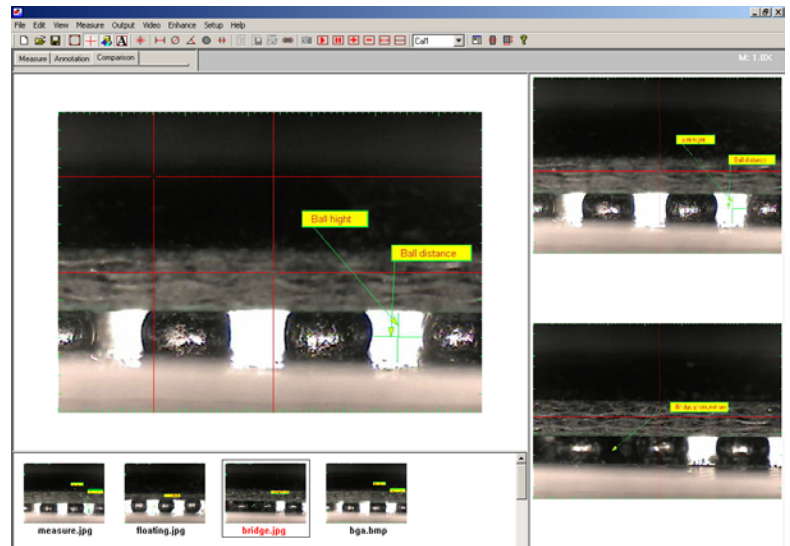 File Edit View Measure Output Video Enhance Setup Help
Cal1
Measure Annotation Comparison
M: 1.0X
Ball hight
Ball distance
Ball distance
measure.jpg floating.jpg bridge.jpg bga.bmp